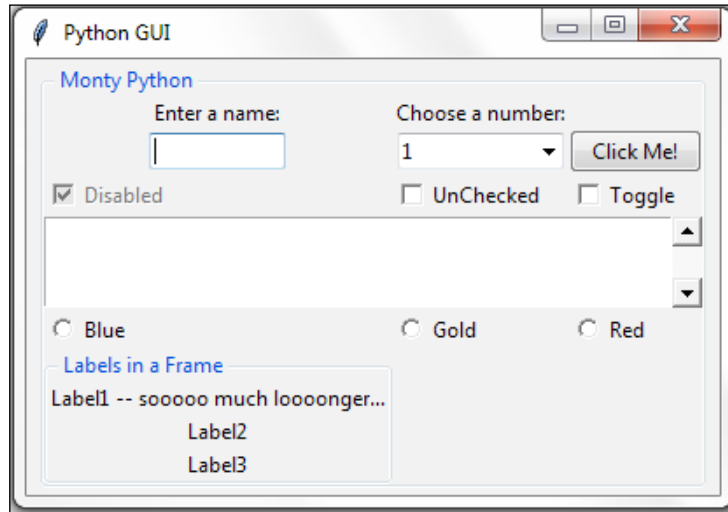 Python GUI
Monty Python
Enter a name: Choose a number:
1 Click Me!
Disabled UnChecked Toggle
Blue Gold Red
Labels in a Frame
Label1 -- sooooo much loooonger...
Label2
Label3